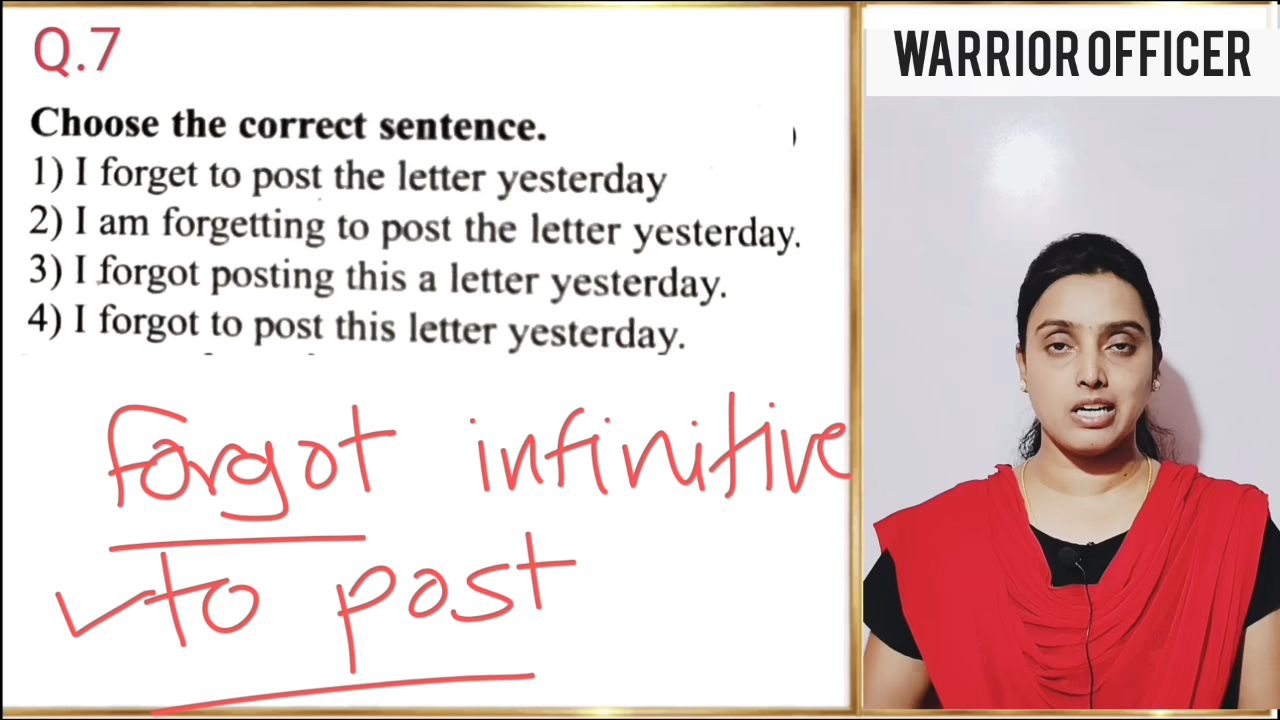 Q.7
WARRIOR OFFICER
Choose the correct sentence.
1) I forget to post the letter yesterday
2) I am forgetting to post the letter yesterday.
3) I forgot posting this a letter yesterday.
4) I forgot to post this letter yesterday.
forgot infinitive
to post